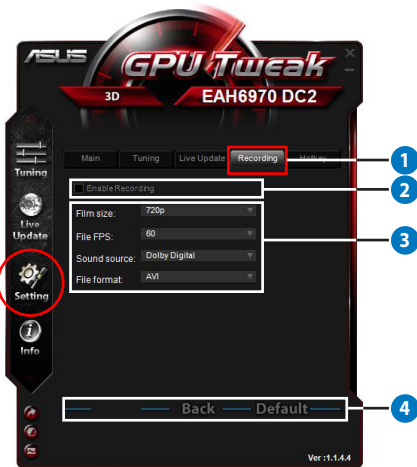 ASUS
GPU Tweak
3D
EAH6970 DC2
Main Tuning Live Update Recording Hotkey
1
Enable Recording
2
Film size: 720p
File FPS: 60
Sound source: Dolby Digital
File format: AVI
3
Tuning
Live
Update
Setting
Info
Back Default
4
Ver :1.1.4.4